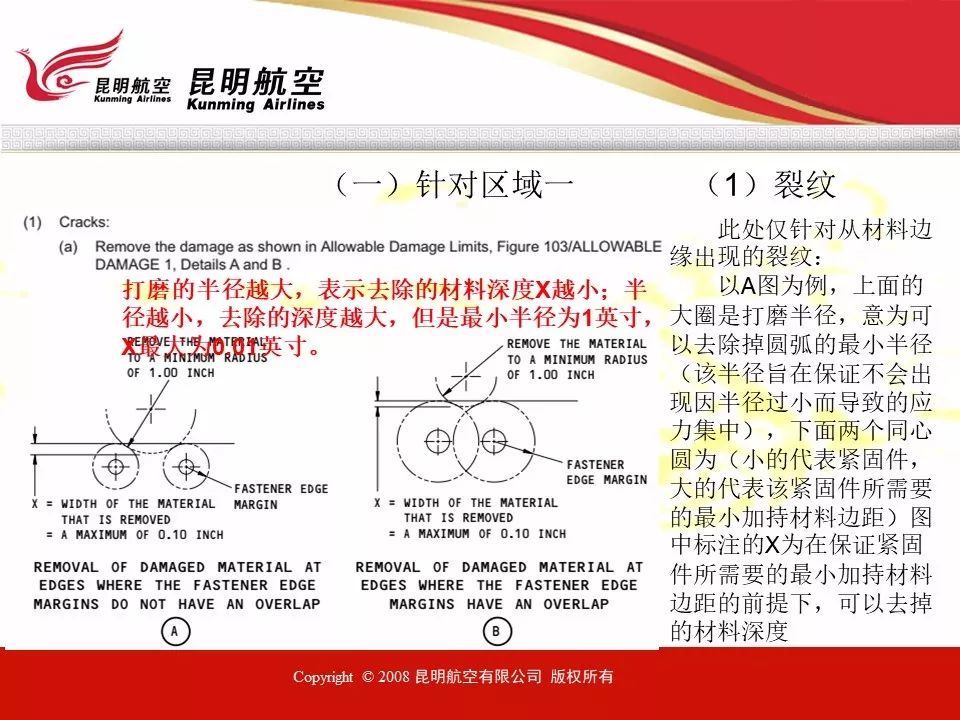 昆明航空
Kunming Airlines
昆明航空
Kunming Airlines
（一）针对区域一
（1）裂纹
(1) Cracks:
(a) Remove the damage as shown in Allowable Damage Limits, Figure 103/ALLOWABLE
DAMAGE 1, Details A and B .
打磨的半径越大，表示去除的材料深度X越小；半
径越小，去除的深度越大，但是最小半径为1英寸，
X最大为0.01英寸。
REMOVE THE MATERIAL
TO A MINIMUM RADIUS
OF 1.00 INCH
FASTENER EDGE
MARGIN
X = WIDTH OF THE MATERIAL
THAT IS REMOVED
= A MAXIMUM OF 0.10 INCH
REMOVAL OF DAMAGED MATERIAL AT
EDGES WHERE THE FASTENER EDGE
MARGINS DO NOT HAVE AN OVERLAP
A
REMOVE THE MATERIAL
TO A MINIMUM RADIUS
OF 1.00 INCH
FASTENER
EDGE MARGIN
X = WIDTH OF THE MATERIAL
THAT IS REMOVED
= A MAXIMUM OF 0.10 INCH
REMOVAL OF DAMAGED MATERIAL AT
EDGES WHERE THE FASTENER EDGE
MARGINS HAVE AN OVERLAP
B
此处仅针对从材料边
缘出现的裂纹：
以A图为例，上面的
大圈是打磨半径，意为可
以去除掉圆弧的最小半径
（该半径旨在保证不会出
现因半径过小而导致的应
力集中），下面两个同心
圆为（小的代表紧固件，
大的代表该紧固件所需要
的最小加持材料边距）图
中标注的X为在保证紧固
件所需要的最小加持材料
边距的前提下，可以去掉
的材料深度
Copyright © 2008 昆明航空有限公司 版权所有